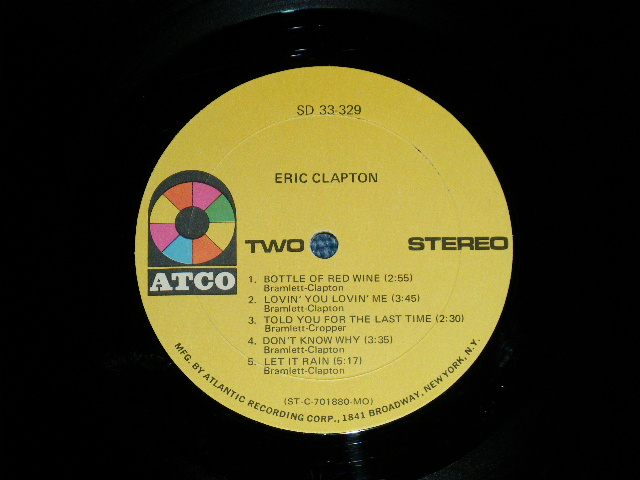 SD 33-329
ERIC CLAPTON
ATCO
TWO
STEREO
1. BOTTLE OF RED WINE (2:55)
Bramlett-Clapton
2. LOVIN' YOU LOVIN' ME (3:45)
Bramlett-Clapton
3. TOLD YOU FOR THE LAST TIME (2:30)
Bramlett-Cropper
4. DON'T KNOW WHY (3:35)
Bramlett-Clapton
5. LET IT RAIN (5:17)
Bramlett-Clapton
(ST-C-701880-MO)
MFG. BY ATLANTIC RECORDING CORP., 1841 BROADWAY, NEW YORK, N.Y.